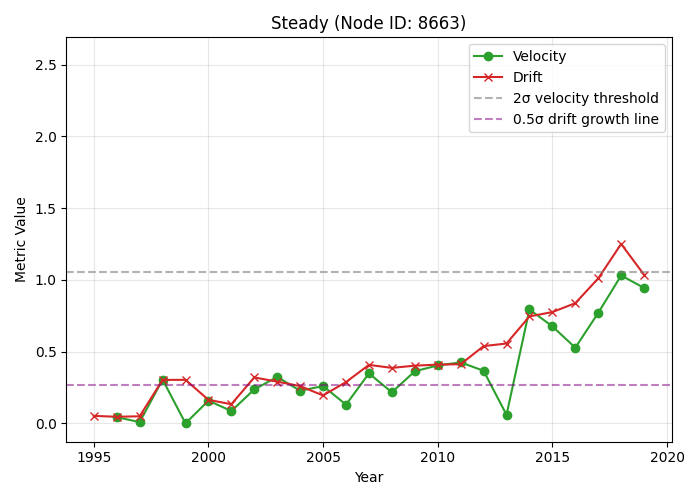 Steady (Node ID: 8663)
Velocity
Drift
2σ velocity threshold
0.5σ drift growth line
Metric Value
2.5
2.0
1.5
1.0
0.5
0.0
1995
2000
2005
2010
2015
2020
Year